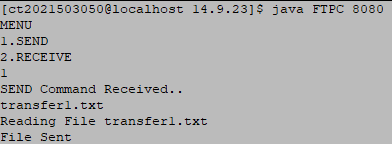 [ct2021503050@localhost 14.9.23]$ java FTPC 8080
MENU
1.SEND
2.RECEIVE
1
SEND Command Received..
transfer1.txt
Reading File transfer1.txt
File Sent